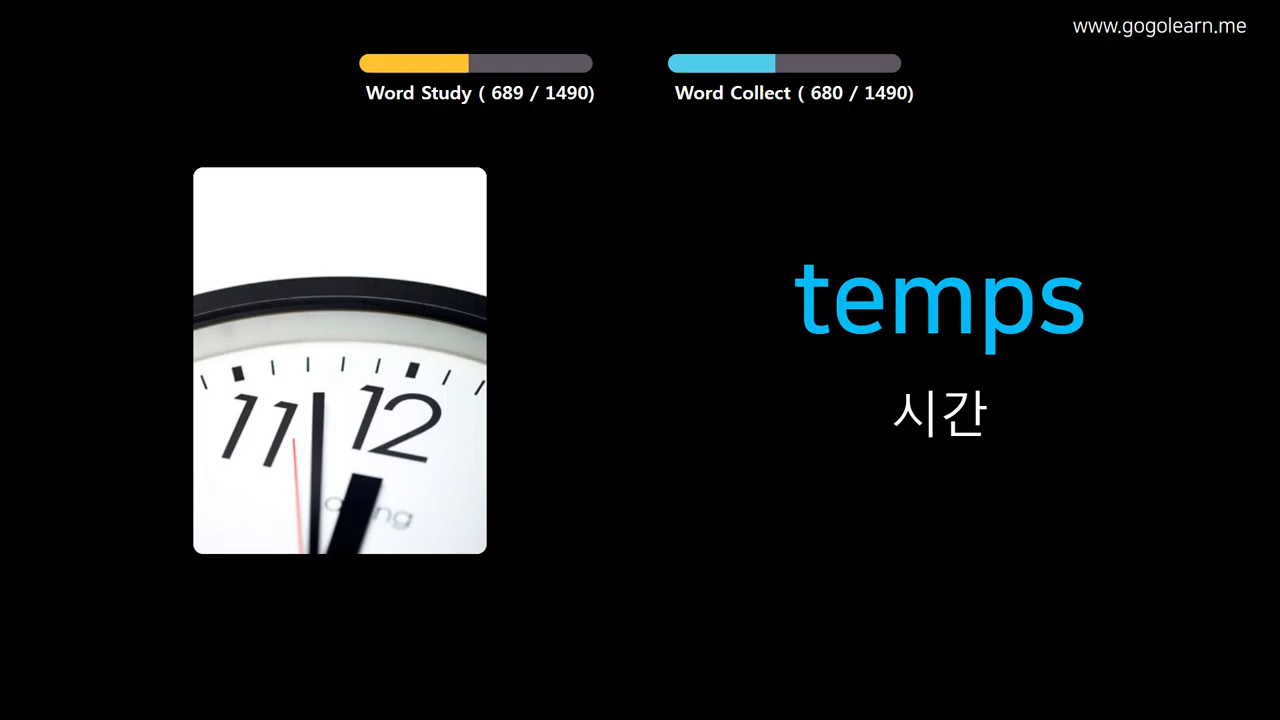 www.gogolearn.me
Word Study ( 689 / 1490)
Word Collect ( 680 / 1490)
11
12
temps
시간